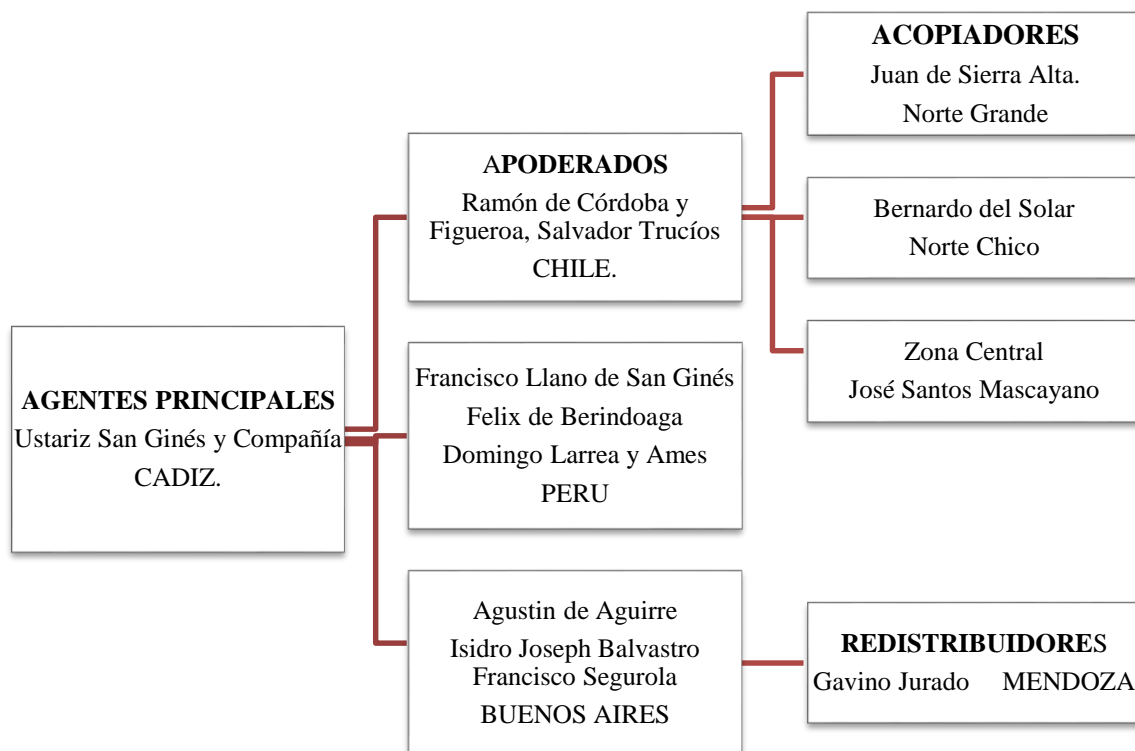 AGENTES PRINCIPALES
Ustariz San Ginés y Compañía
CADIZ.
APODERADOS
Ramón de Córdoba y
Figueroa, Salvador Trucíos
CHILE.
ACOPIADORES
Juan de Sierra Alta.
Norte Grande
Bernardo del Solar
Norte Chico
Zona Central
José Santos Mascayano
Francisco Llano de San Ginés
Felix de Berindoaga
Domingo Larrea y Ames
PERU
Agustin de Aguirre
Isidro Joseph Balvastro
Francisco Segurola
BUENOS AIRES
REDISTRIBUIDORES
Gavino Jurado MENDOZA